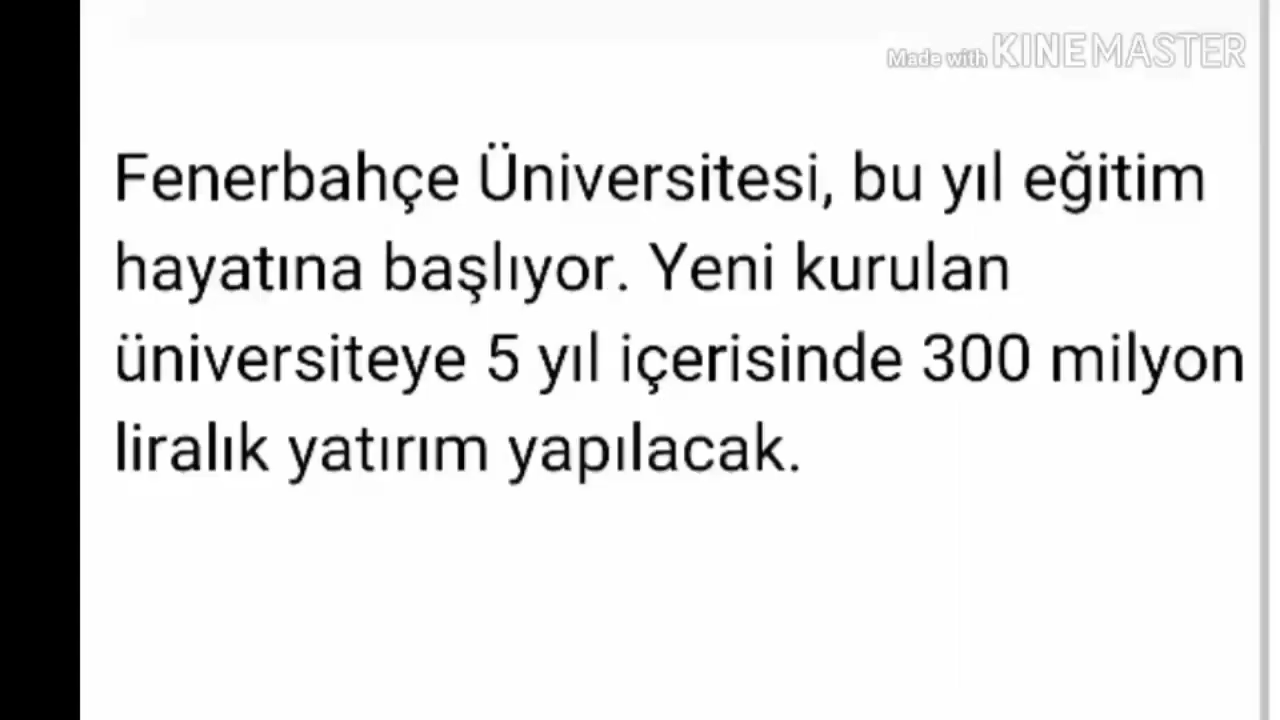 Made with KINEMASTER
Fenerbahçe Üniversitesi, bu yıl eğitim
hayatına başlıyor. Yeni kurulan
üniversiteye 5 yıl içerisinde 300 milyon
liralık yatırım yapılacak.